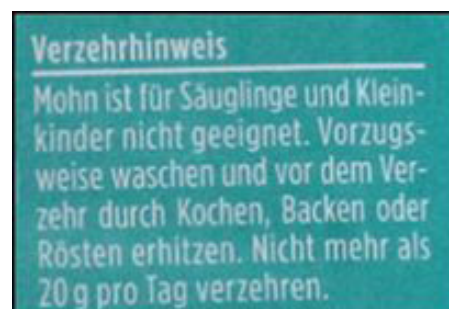 Verzehrhinweis
Mohn ist für Säuglinge und Klein-
kinder nicht geeignet. Vorzugs-
weise waschen und vor dem Ver-
zehr durch Kochen, Backen oder
Rösten erhitzen. Nicht mehr als
20 g pro Tag verzehren.